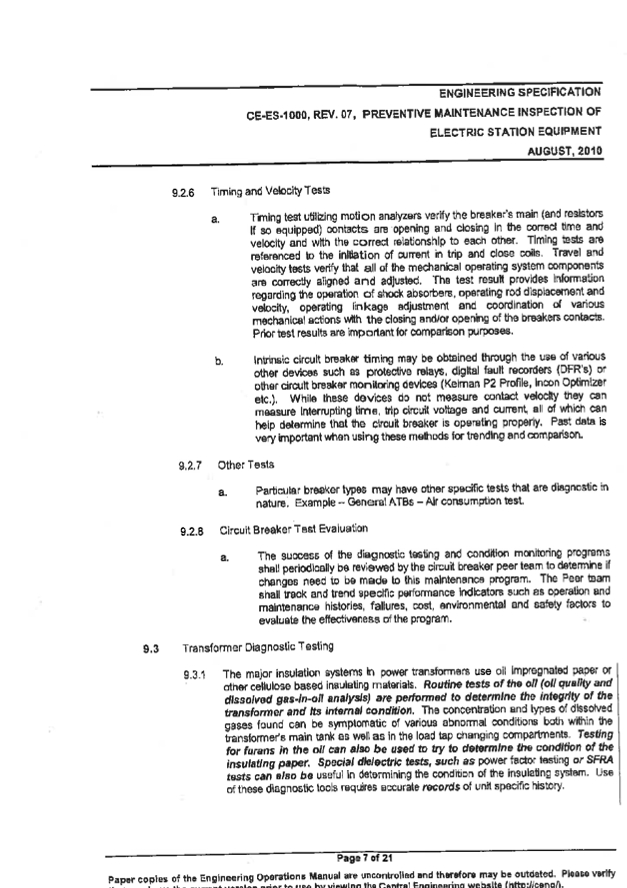 ENGINEERING SPECIFICATION
CE-ES-1000, REV. 07, PREVENTIVE MAINTENANCE INSPECTION OF
ELECTRIC STATION EQUIPMENT
AUGUST, 2010
9.2.6 Timing and Velocity Tests
a. Timing test utilizing motion analyzers verify the breaker's main (and resistors
if so equipped) contacts are opening and closing in the correct time and
velocity and with the correct relationship to each other. Timing tests are
referenced to the initiation of current in trip and close coils. Travel and
velocity tests verify that all of the mechanical operating system components
are correctly aligned and adjusted. The test result provides information
regarding the operation of shock absorbers, operating rod displacement and
velocity, operating linkage adjustment and coordination of various
mechanical actions with the closing and/or opening of the breakers contacts.
Prior test results are important for comparison purposes.
b. Intrinsic circuit breaker timing may be obtained through the use of various
other devices such as protective relays, digital fault recorders (DFR's) or
other circuit breaker monitoring devices (Kelman P2 Profile, Incon Optimizer
etc.). While these devices do not measure contact velocity they can
measure interrupting time, trip circuit voltage and current, all of which can
help determine that the circuit breaker is operating properly. Past data is
very important when using these methods for trending and comparison.
9.2.7 Other Tests
a. Particular breaker types may have other specific tests that are diagnostic in
nature. Example – General ATBs – Air consumption test.
9.2.8 Circuit Breaker Test Evaluation
a. The success of the diagnostic testing and condition monitoring programs
shall periodically be reviewed by the circuit breaker peer team to determine if
changes need to be made to this maintenance program. The Peer team
shall track and trend specific performance indicators such as operation and
maintenance histories, failures, cost, environmental and safety factors to
evaluate the effectiveness of the program.
9.3 Transformer Diagnostic Testing
9.3.1 The major insulation systems in power transformers use oil impregnated paper or
other cellulose based insulating materials. Routine tests of the oil (oil quality and
dissolved gas-in-oil analysis) are performed to determine the integrity of the
transformer and its internal condition. The concentration and types of dissolved
gases found can be symptomatic of various abnormal conditions both within the
transformer's main tank as well as in the load tap changing compartments. Testing
for furans in the oil can also be used to try to determine the condition of the
insulating paper. Special dielectric tests, such as power factor testing or SFRA
tests can also be useful in determining the condition of the insulating system. Use
of these diagnostic tools requires accurate records of unit specific history.
Page 7 of 21
Paper copies of the Engineering Operations Manual are uncontrolled and therefore may be outdated. Please verify